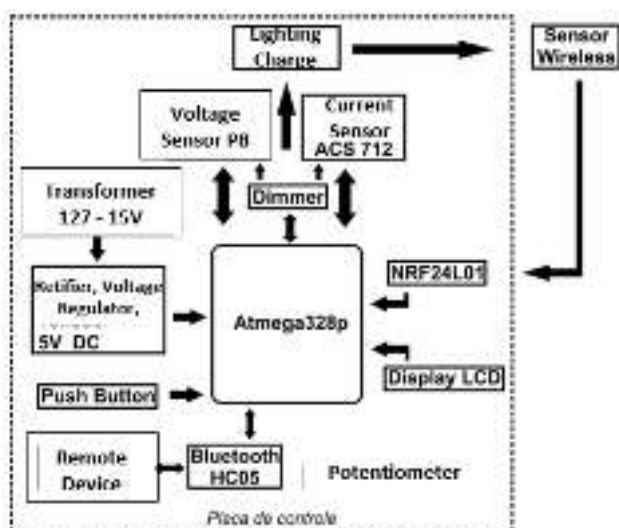 Lighting
Charge
Sensor
Wireless
Voltage
Sensor P8
Current
Sensor
ACS 712
Transformer
127 - 15V
Dimmer
Rectifier, Voltage
Regulator,
5V DC
NRF24L01
Atmega328p
Display LCD
Push Button
Remote
Device
Bluetooth
HC05
Potentiometer
Placa de controle